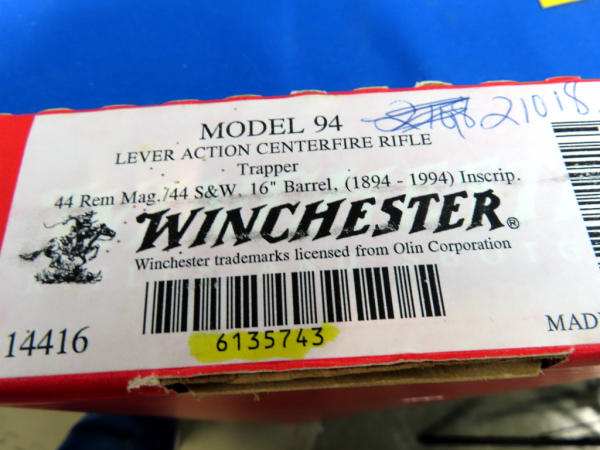 MODEL 94
821018
LEVER ACTION CENTERFIRE RIFLE
Trapper
44 Rem Mag./44 S&W, 16" Barrel, (1894 - 1994) Inscrip.
WINCHESTER®
Winchester trademarks licensed from Olin Corporation
14416
6135743
MAD